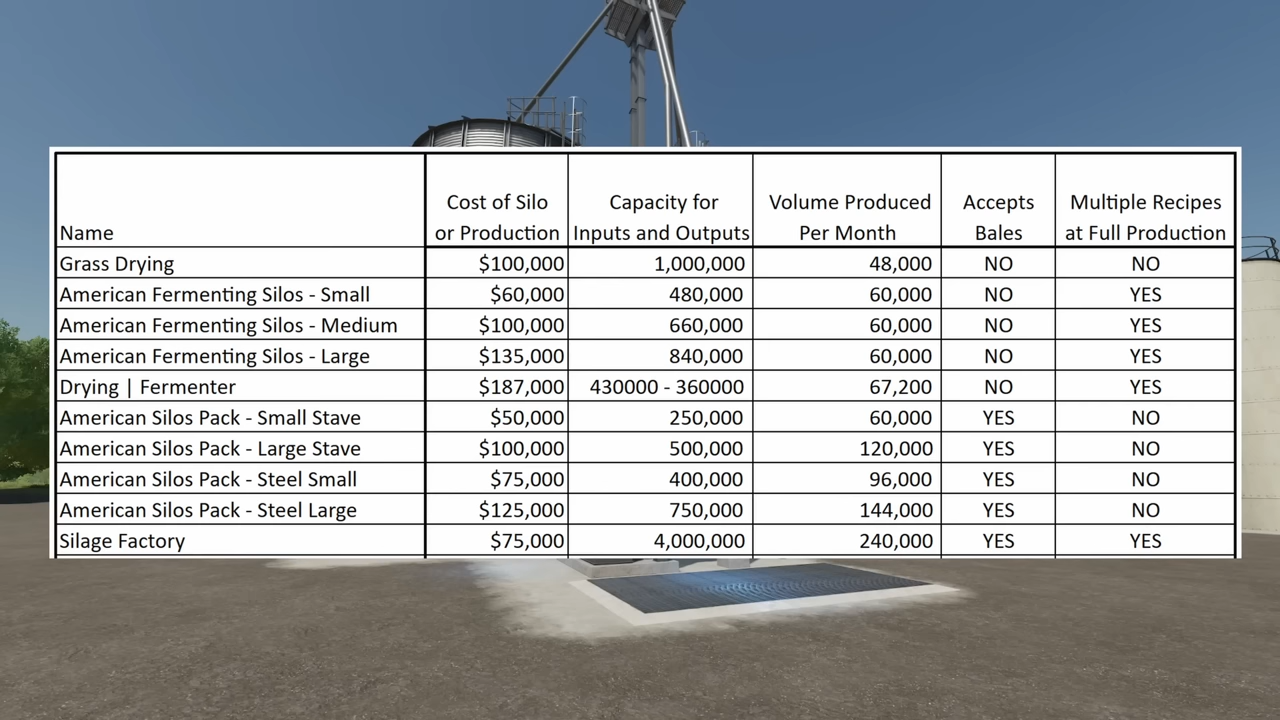 Name | Cost of Silo or Production | Capacity for Inputs and Outputs | Volume Produced Per Month | Accepts Bales | Multiple Recipes at Full Production
Grass Drying | $100,000 | 1,000,000 | 48,000 | NO | NO
American Fermenting Silos - Small | $60,000 | 480,000 | 60,000 | NO | YES
American Fermenting Silos - Medium | $100,000 | 660,000 | 60,000 | NO | YES
American Fermenting Silos - Large | $135,000 | 840,000 | 60,000 | NO | YES
Drying | Fermenter | $187,000 | 430000 - 360000 | 67,200 | NO | YES
American Silos Pack - Small Stave | $50,000 | 250,000 | 60,000 | YES | NO
American Silos Pack - Large Stave | $100,000 | 500,000 | 120,000 | YES | NO
American Silos Pack - Steel Small | $75,000 | 400,000 | 96,000 | YES | NO
American Silos Pack - Steel Large | $125,000 | 750,000 | 144,000 | YES | NO
Silage Factory | $75,000 | 4,000,000 | 240,000 | YES | YES